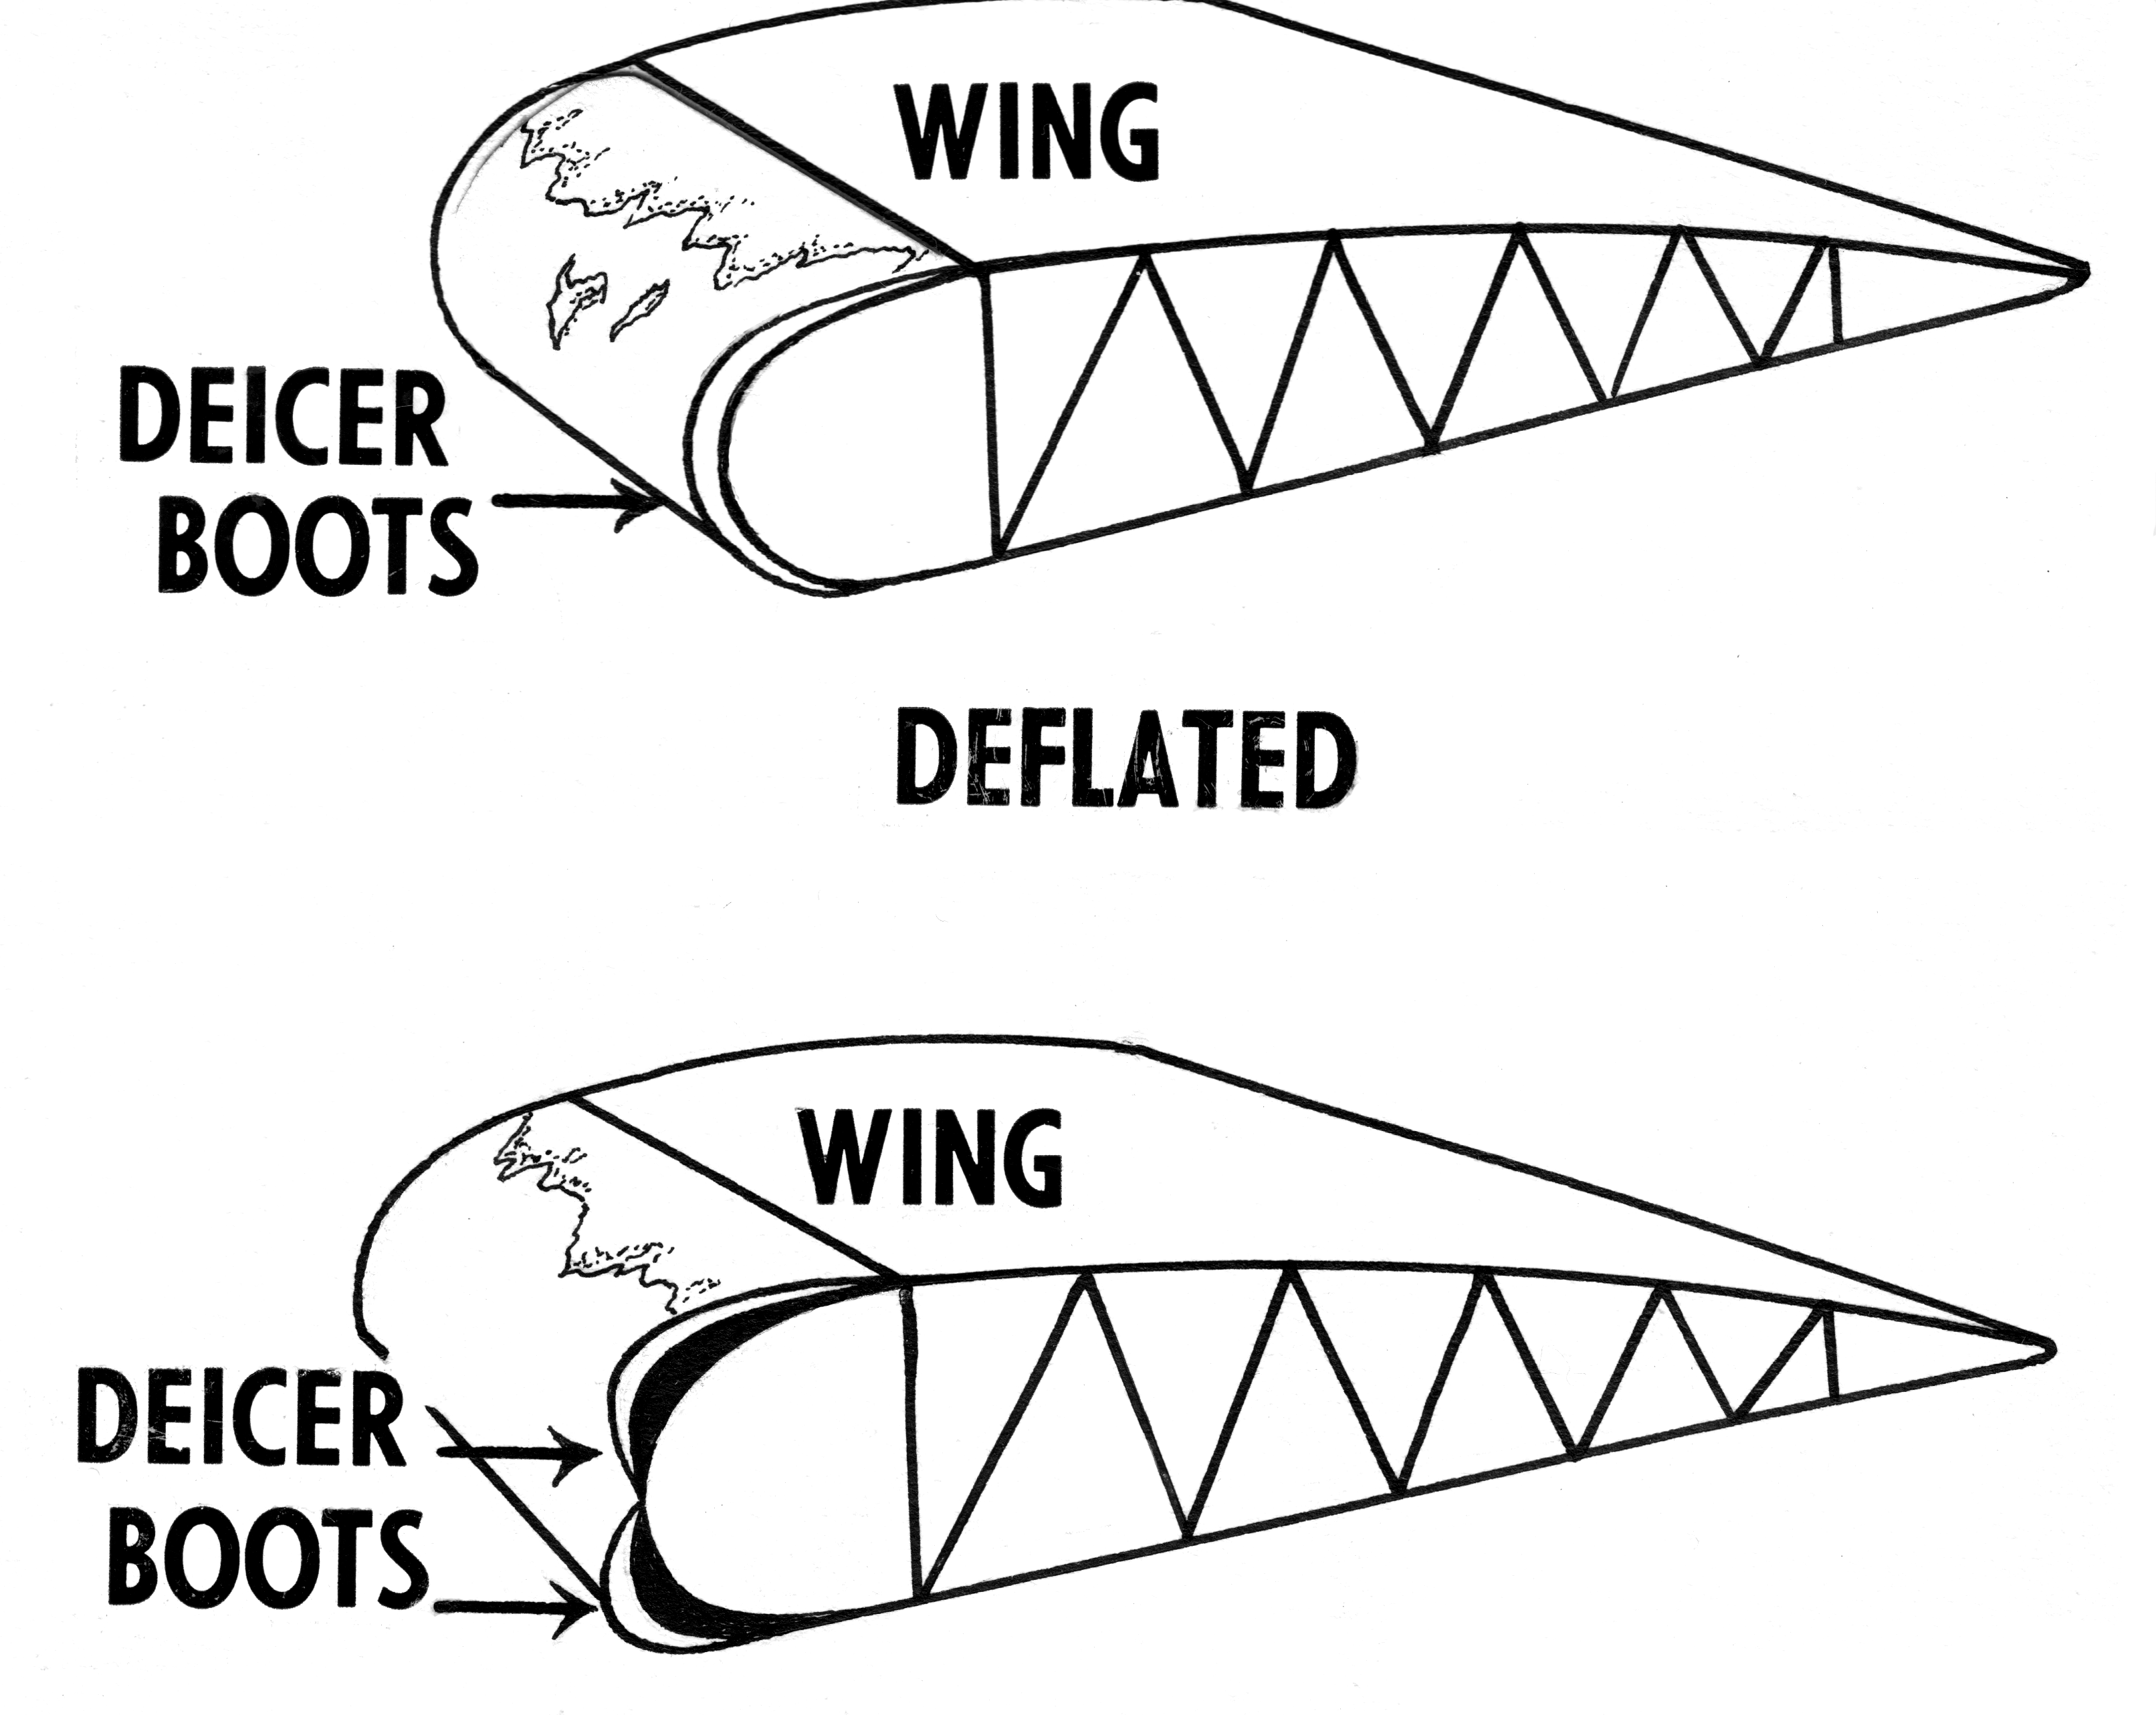 WING
DEICER
BOOTS
DEFLATED
WING
DEICER
BOOTS